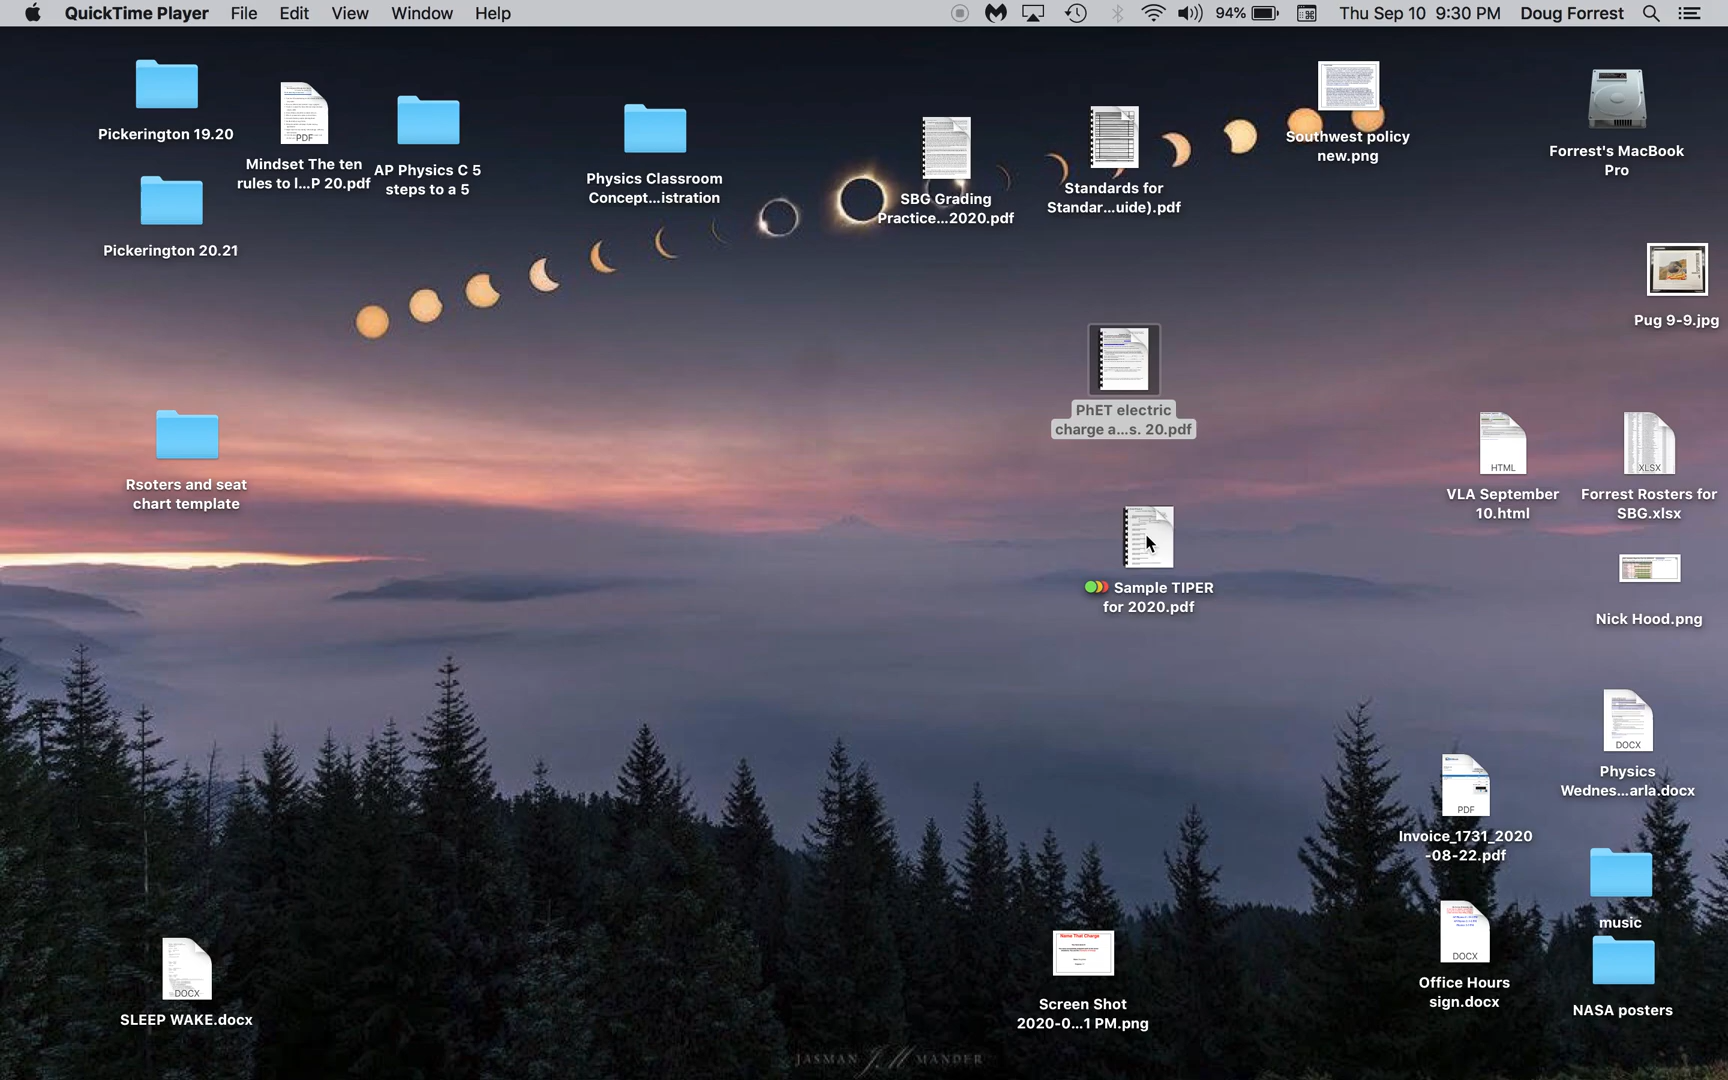 QuickTime Player File Edit View Window Help 94% Thu Sep 10 9:30 PM Doug Forrest
Pickerington 19.20
PDF
Mindset The ten
rules to l...P 20.pdf
AP Physics C 5
steps to a 5
Physics Classroom
Concept...istration
SBG Grading
Practice...2020.pdf
Standards for
Standar...uide).pdf
Southwest policy
new.png
Forrest's MacBook
Pro
Pickerington 20.21
Pug 9-9.jpg
PhET electric
charge a...s. 20.pdf
Rsoters and seat
chart template
HTML
VLA September
10.html
XLSX
Forrest Rosters for
SBG.xlsx
Sample TIPER
for 2020.pdf
Nick Hood.png
DOCX
Physics
Wednes...arla.docx
PDF
Invoice_1731_2020
-08-22.pdf
music
DOCX
Office Hours
sign.docx
NASA posters
DOCX
SLEEP WAKE.docx
Name That Charge
Screen Shot
2020-0...1 PM.png
JASMAN JM MANDER